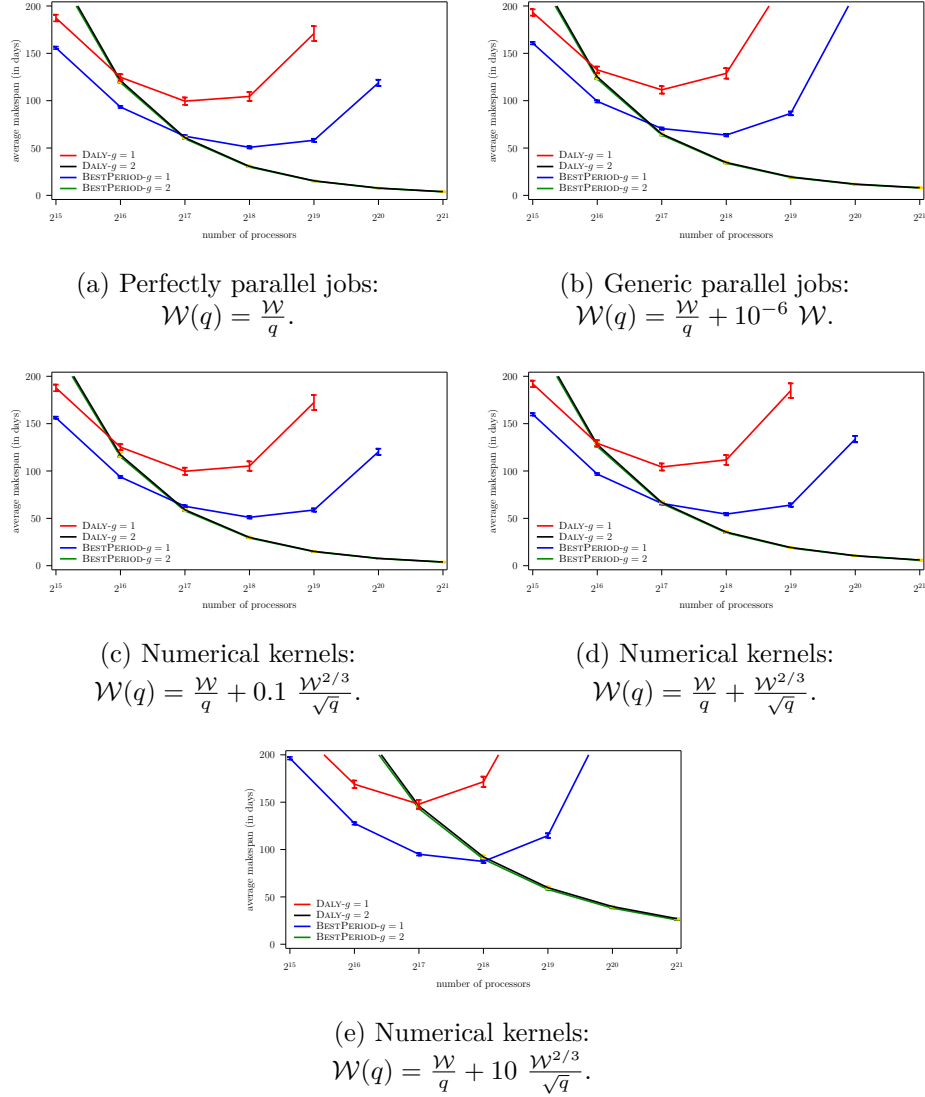 average makespan (in days)
200
150
100
50
0
DALY-g = 1
DALY-g = 2
BESTPERIOD-g = 1
BESTPERIOD-g = 2
2^15 2^16 2^17 2^18 2^19 2^20 2^21
number of processors
(a) Perfectly parallel jobs:
𝒲(q) = 𝒲/q.
average makespan (in days)
200
150
100
50
0
DALY-g = 1
DALY-g = 2
BESTPERIOD-g = 1
BESTPERIOD-g = 2
2^15 2^16 2^17 2^18 2^19 2^20 2^21
number of processors
(b) Generic parallel jobs:
𝒲(q) = 𝒲/q + 10^−6 𝒲.
average makespan (in days)
200
150
100
50
0
DALY-g = 1
DALY-g = 2
BESTPERIOD-g = 1
BESTPERIOD-g = 2
2^15 2^16 2^17 2^18 2^19 2^20 2^21
number of processors
(c) Numerical kernels:
𝒲(q) = 𝒲/q + 0.1 𝒲^2/3/√q.
average makespan (in days)
200
150
100
50
0
DALY-g = 1
DALY-g = 2
BESTPERIOD-g = 1
BESTPERIOD-g = 2
2^15 2^16 2^17 2^18 2^19 2^20 2^21
number of processors
(d) Numerical kernels:
𝒲(q) = 𝒲/q + 𝒲^2/3/√q.
average makespan (in days)
200
150
100
50
0
DALY-g = 1
DALY-g = 2
BESTPERIOD-g = 1
BESTPERIOD-g = 2
2^15 2^16 2^17 2^18 2^19 2^20 2^21
number of processors
(e) Numerical kernels:
𝒲(q) = 𝒲/q + 10 𝒲^2/3/√q.